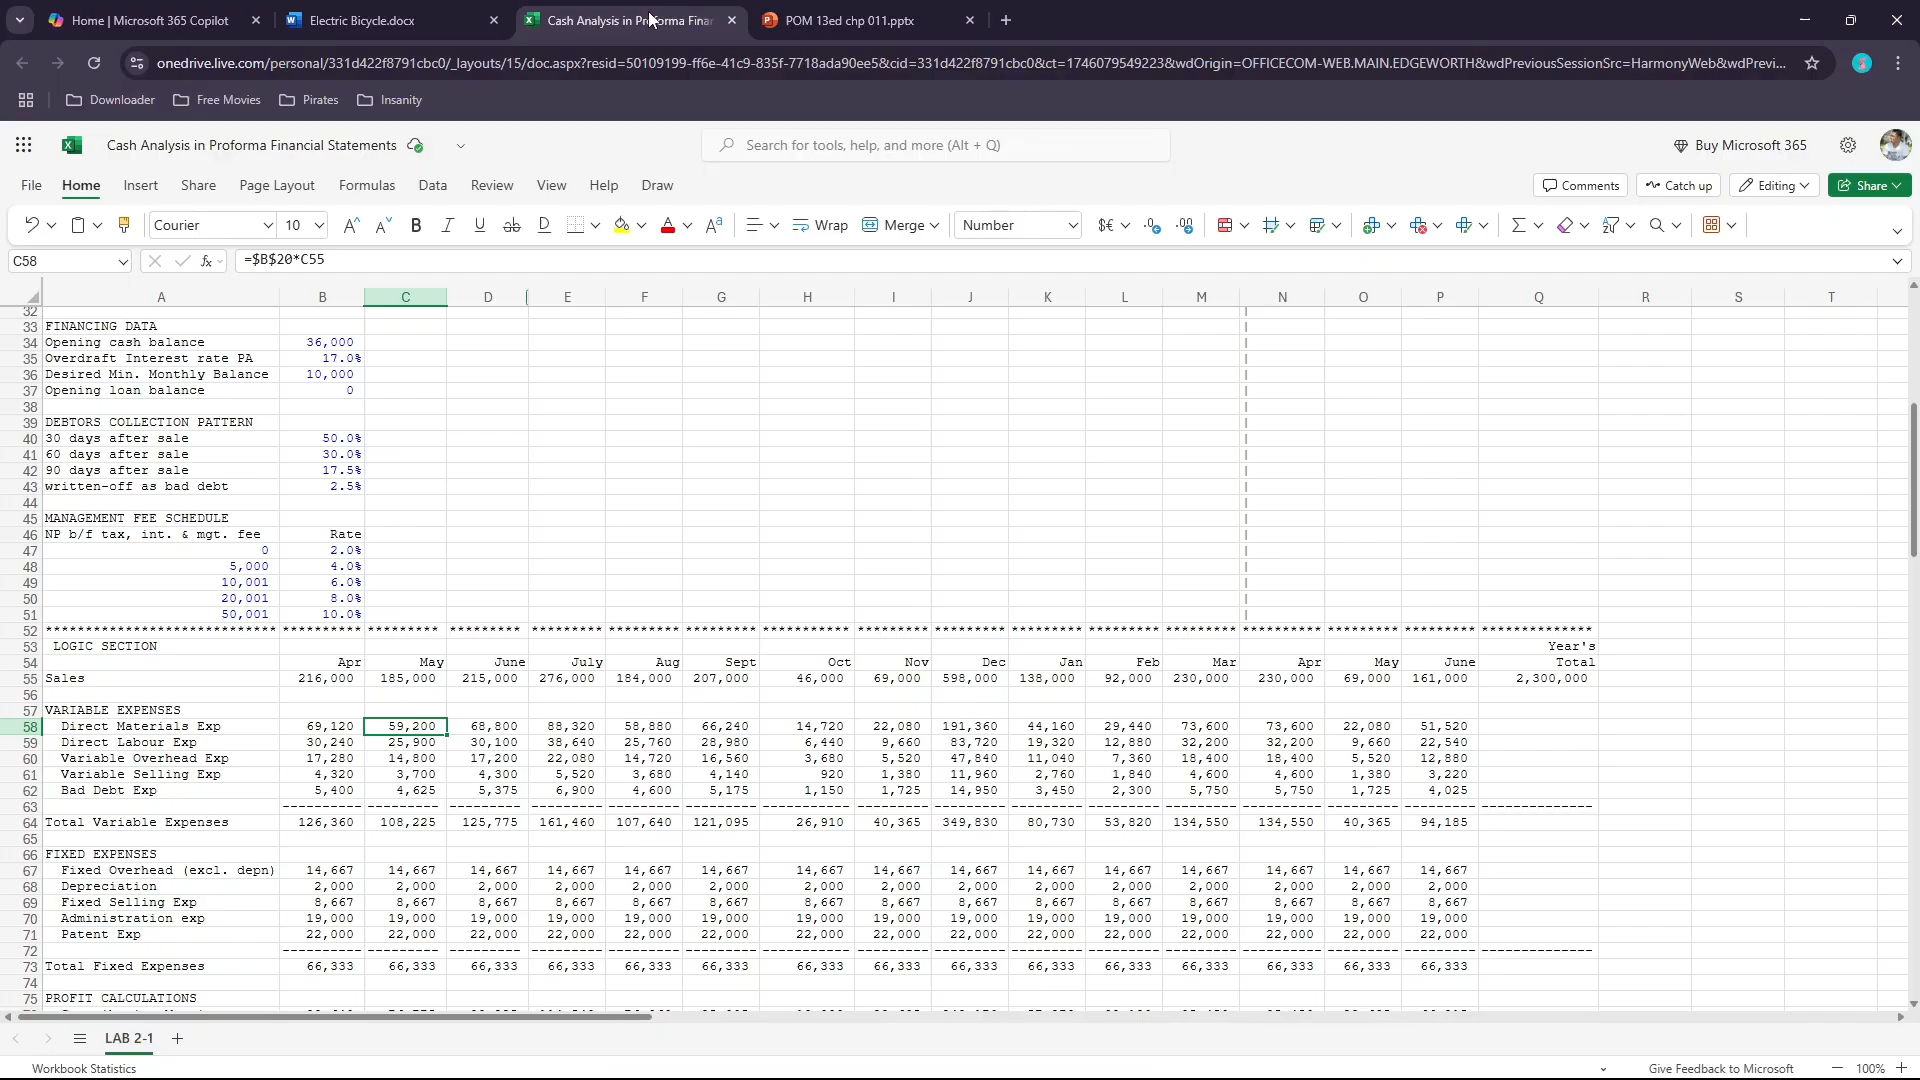 Home | Microsoft 365 Copilot
Electric Bicycle.docx
Cash Analysis in Proforma Finar
POM 13ed chp 011.pptx
onedrive.live.com/personal/331d422f8791cbc0/_layouts/15/doc.aspx?resid=50109199-ff6e-41c9-835f-7718ada90ee5&cid=331d422f8791cbc0&ct=1746079549223&wdOrigin=OFFICECOM-WEB.MAIN.EDGEWORTH&wdPreviousSessionSrc=HarmonyWeb&wdPrevi...
Downloader Free Movies Pirates Insanity
Cash Analysis in Proforma Financial Statements
Search for tools, help, and more (Alt + Q)
Buy Microsoft 365
File Home Insert Share Page Layout Formulas Data Review View Help Draw
Comments Catch up Editing Share
Courier 10 Wrap Merge Number
C58 =$B$20*C55
A B C D E F G H I J K L M N O P Q R S T
32
33 FINANCING DATA
34 Opening cash balance 36,000
35 Overdraft Interest rate PA 17.0%
36 Desired Min. Monthly Balance 10,000
37 Opening loan balance 0
38
39 DEBTORS COLLECTION PATTERN
40 30 days after sale 50.0%
41 60 days after sale 30.0%
42 90 days after sale 17.5%
43 written-off as bad debt 2.5%
44
45 MANAGEMENT FEE SCHEDULE
46 NP b/f tax, int. & mgt. fee Rate
47 0 2.0%
48 5,000 4.0%
49 10,001 6.0%
50 20,001 8.0%
51 50,001 10.0%
52
53 LOGIC SECTION Year's
54 Apr May June July Aug Sept Oct Nov Dec Jan Feb Mar Apr May June Total
55 Sales 216,000 185,000 215,000 276,000 184,000 207,000 46,000 69,000 598,000 138,000 92,000 230,000 230,000 69,000 161,000 2,300,000
56
57 VARIABLE EXPENSES
58 Direct Materials Exp 69,120 59,200 68,800 88,320 58,880 66,240 14,720 22,080 191,360 44,160 29,440 73,600 73,600 22,080 51,520
59 Direct Labour Exp 30,240 25,900 30,100 38,640 25,760 28,980 6,440 9,660 83,720 19,320 12,880 32,200 32,200 9,660 22,540
60 Variable Overhead Exp 17,280 14,800 17,200 22,080 14,720 16,560 3,680 5,520 47,840 11,040 7,360 18,400 18,400 5,520 12,880
61 Variable Selling Exp 4,320 3,700 4,300 5,520 3,680 4,140 920 1,380 11,960 2,760 1,840 4,600 4,600 1,380 3,220
62 Bad Debt Exp 5,400 4,625 5,375 6,900 4,600 5,175 1,150 1,725 14,950 3,450 2,300 5,750 5,750 1,725 4,025
63
64 Total Variable Expenses 126,360 108,225 125,775 161,460 107,640 121,095 26,910 40,365 349,830 80,730 53,820 134,550 134,550 40,365 94,185
65
66 FIXED EXPENSES
67 Fixed Overhead (excl. depn) 14,667 14,667 14,667 14,667 14,667 14,667 14,667 14,667 14,667 14,667 14,667 14,667 14,667 14,667 14,667
68 Depreciation 2,000 2,000 2,000 2,000 2,000 2,000 2,000 2,000 2,000 2,000 2,000 2,000 2,000 2,000 2,000
69 Fixed Selling Exp 8,667 8,667 8,667 8,667 8,667 8,667 8,667 8,667 8,667 8,667 8,667 8,667 8,667 8,667 8,667
70 Administration exp 19,000 19,000 19,000 19,000 19,000 19,000 19,000 19,000 19,000 19,000 19,000 19,000 19,000 19,000 19,000
71 Patent Exp 22,000 22,000 22,000 22,000 22,000 22,000 22,000 22,000 22,000 22,000 22,000 22,000 22,000 22,000 22,000
72
73 Total Fixed Expenses 66,333 66,333 66,333 66,333 66,333 66,333 66,333 66,333 66,333 66,333 66,333 66,333 66,333 66,333 66,333
74
75 PROFIT CALCULATIONS
LAB 2-1
Workbook Statistics
Give Feedback to Microsoft
100%